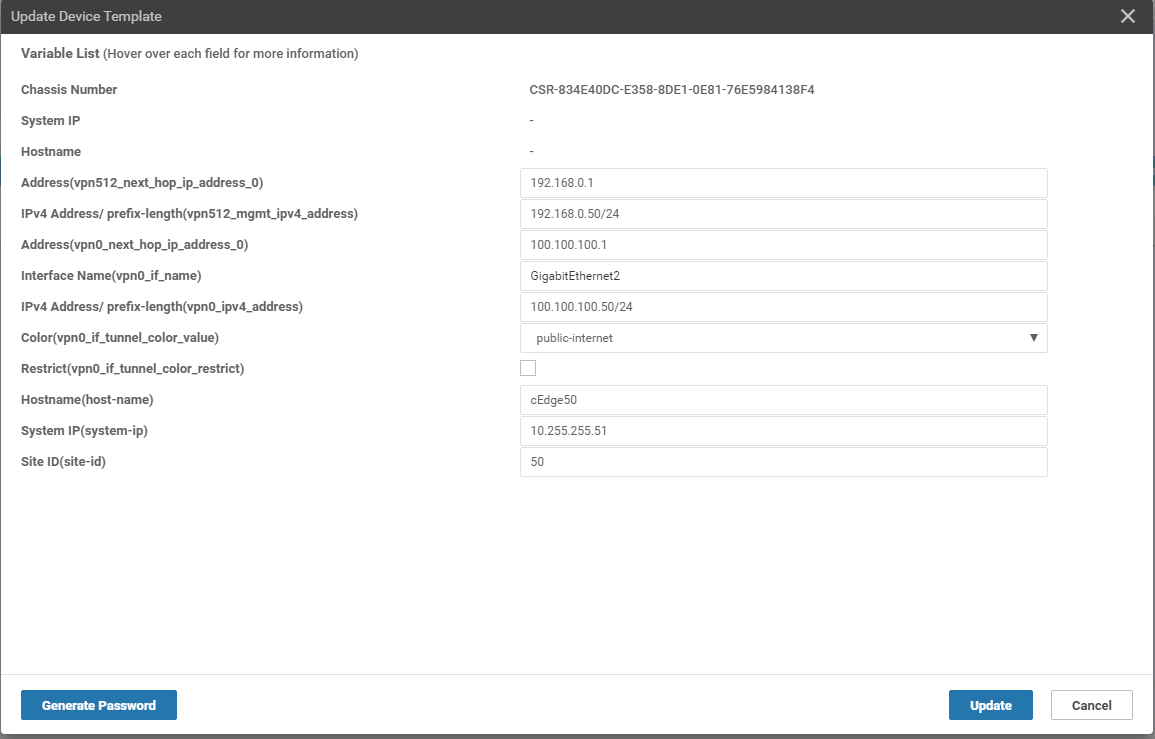 Update Device Template
Variable List (Hover over each field for more information)
Chassis Number CSR-834E40DC-E358-8DE1-0E81-76E5984138F4
System IP -
Hostname -
Address(vpn512_next_hop_ip_address_0) 192.168.0.1
IPv4 Address/ prefix-length(vpn512_mgmt_ipv4_address) 192.168.0.50/24
Address(vpn0_next_hop_ip_address_0) 100.100.100.1
Interface Name(vpn0_if_name) GigabitEthernet2
IPv4 Address/ prefix-length(vpn0_ipv4_address) 100.100.100.50/24
Color(vpn0_if_tunnel_color_value) public-internet
Restrict(vpn0_if_tunnel_color_restrict)
Hostname(host-name) cEdge50
System IP(system-ip) 10.255.255.51
Site ID(site-id) 50
Generate Password Update Cancel